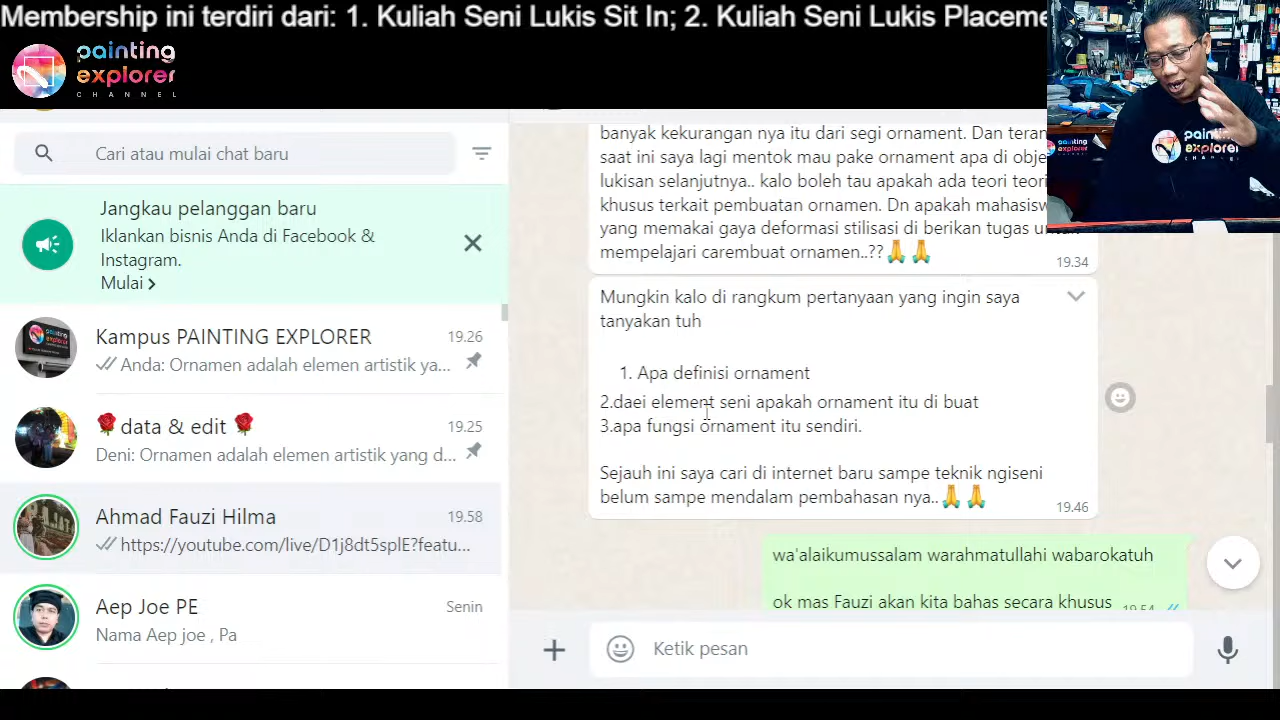 Membership ini terdiri dari: 1. Kuliah Seni Lukis Sit In; 2. Kuliah Seni Lukis Placeme
painting
explorer
CHANNEL
Cari atau mulai chat baru
Jangkau pelanggan baru
Iklankan bisnis Anda di Facebook &
Instagram.
Mulai
Kampus PAINTING EXPLORER
19.26
Anda: Ornamen adalah elemen artistik ya...
data & edit
19.25
Deni: Ornamen adalah elemen artistik yang d...
Ahmad Fauzi Hilma
19.58
https://youtube.com/live/D1j8dt5splE?featu...
Aep Joe PE
Senin
Nama Aep joe , Pa
banyak kekurangan nya itu dari segi ornament. Dan teran
saat ini saya lagi mentok mau pake ornament apa di obje
lukisan selanjutnya.. kalo boleh tau apakah ada teori teori
khusus terkait pembuatan ornamen. Dn apakah mahasisw
yang memakai gaya deformasi stilisasi di berikan tugas u
mempelajari carembuat ornamen..??
19.34
Mungkin kalo di rangkum pertanyaan yang ingin saya
tanyakan tuh
1. Apa definisi ornament
2.daei element seni apakah ornament itu di buat
3.apa fungsi ornament itu sendiri.
Sejauh ini saya cari di internet baru sampe teknik ngiseni
belum sampe mendalam pembahasan nya..
19.46
wa'alaikumussalam warahmatullahi wabarokatuh
ok mas Fauzi akan kita bahas secara khusus
19.54
Ketik pesan
painting
explorer